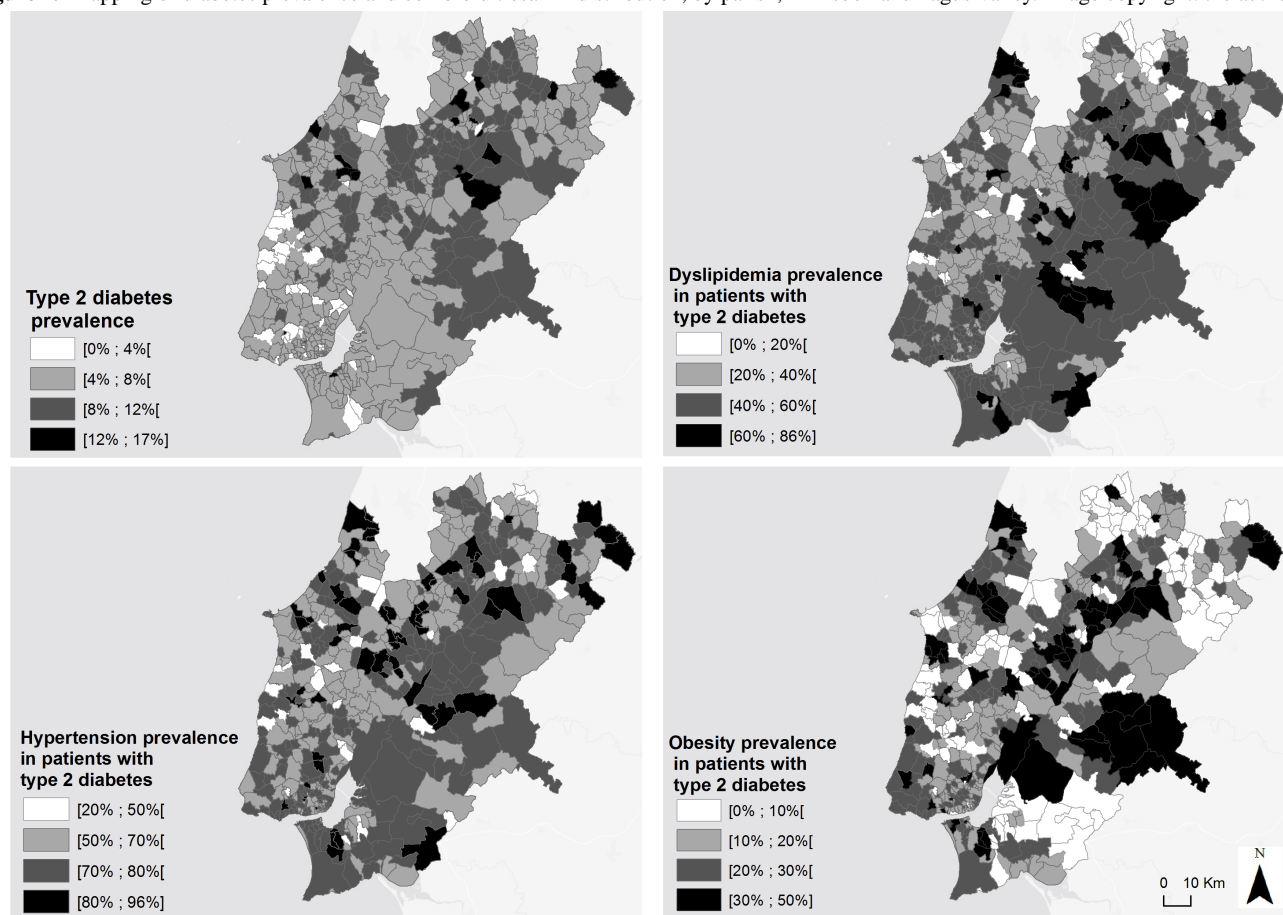 Type 2 diabetes
prevalence
[0% ; 4%[
[4% ; 8%[
[8% ; 12%[
[12% ; 17%]
Dyslipidemia prevalence
in patients with
type 2 diabetes
[0% ; 20%[
[20% ; 40%[
[40% ; 60%[
[60% ; 86%]
Hypertension prevalence
in patients with
type 2 diabetes
[20% ; 50%[
[50% ; 70%[
[70% ; 80%[
[80% ; 96%]
Obesity prevalence
in patients with
type 2 diabetes
[0% ; 10%[
[10% ; 20%[
[20% ; 30%[
[30% ; 50%]
N
0 10 Km